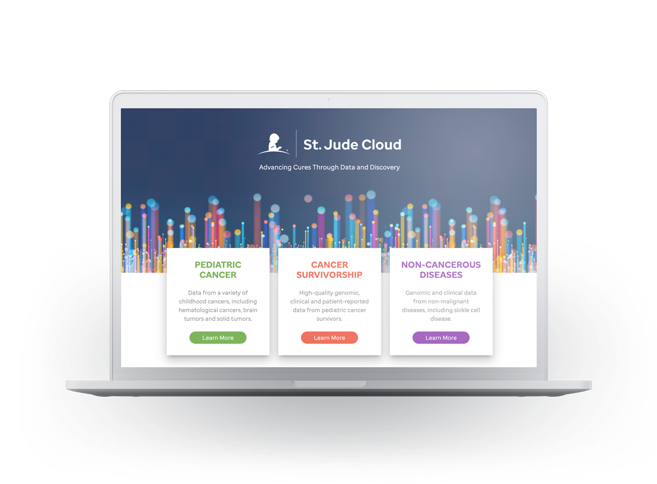 St. Jude Cloud
Advancing Cures Through Data and Discovery
PEDIATRIC
CANCER
Data from a variety of
childhood cancers, including
hematological cancers, brain
tumors and solid tumors.
Learn More
CANCER
SURVIVORSHIP
High-quality genomic,
clinical and patient-reported
data from pediatric cancer
survivors.
Learn More
NON-CANCEROUS
DISEASES
Genomic and clinical data
from non-malignant
diseases, including sickle cell
disease.
Learn More